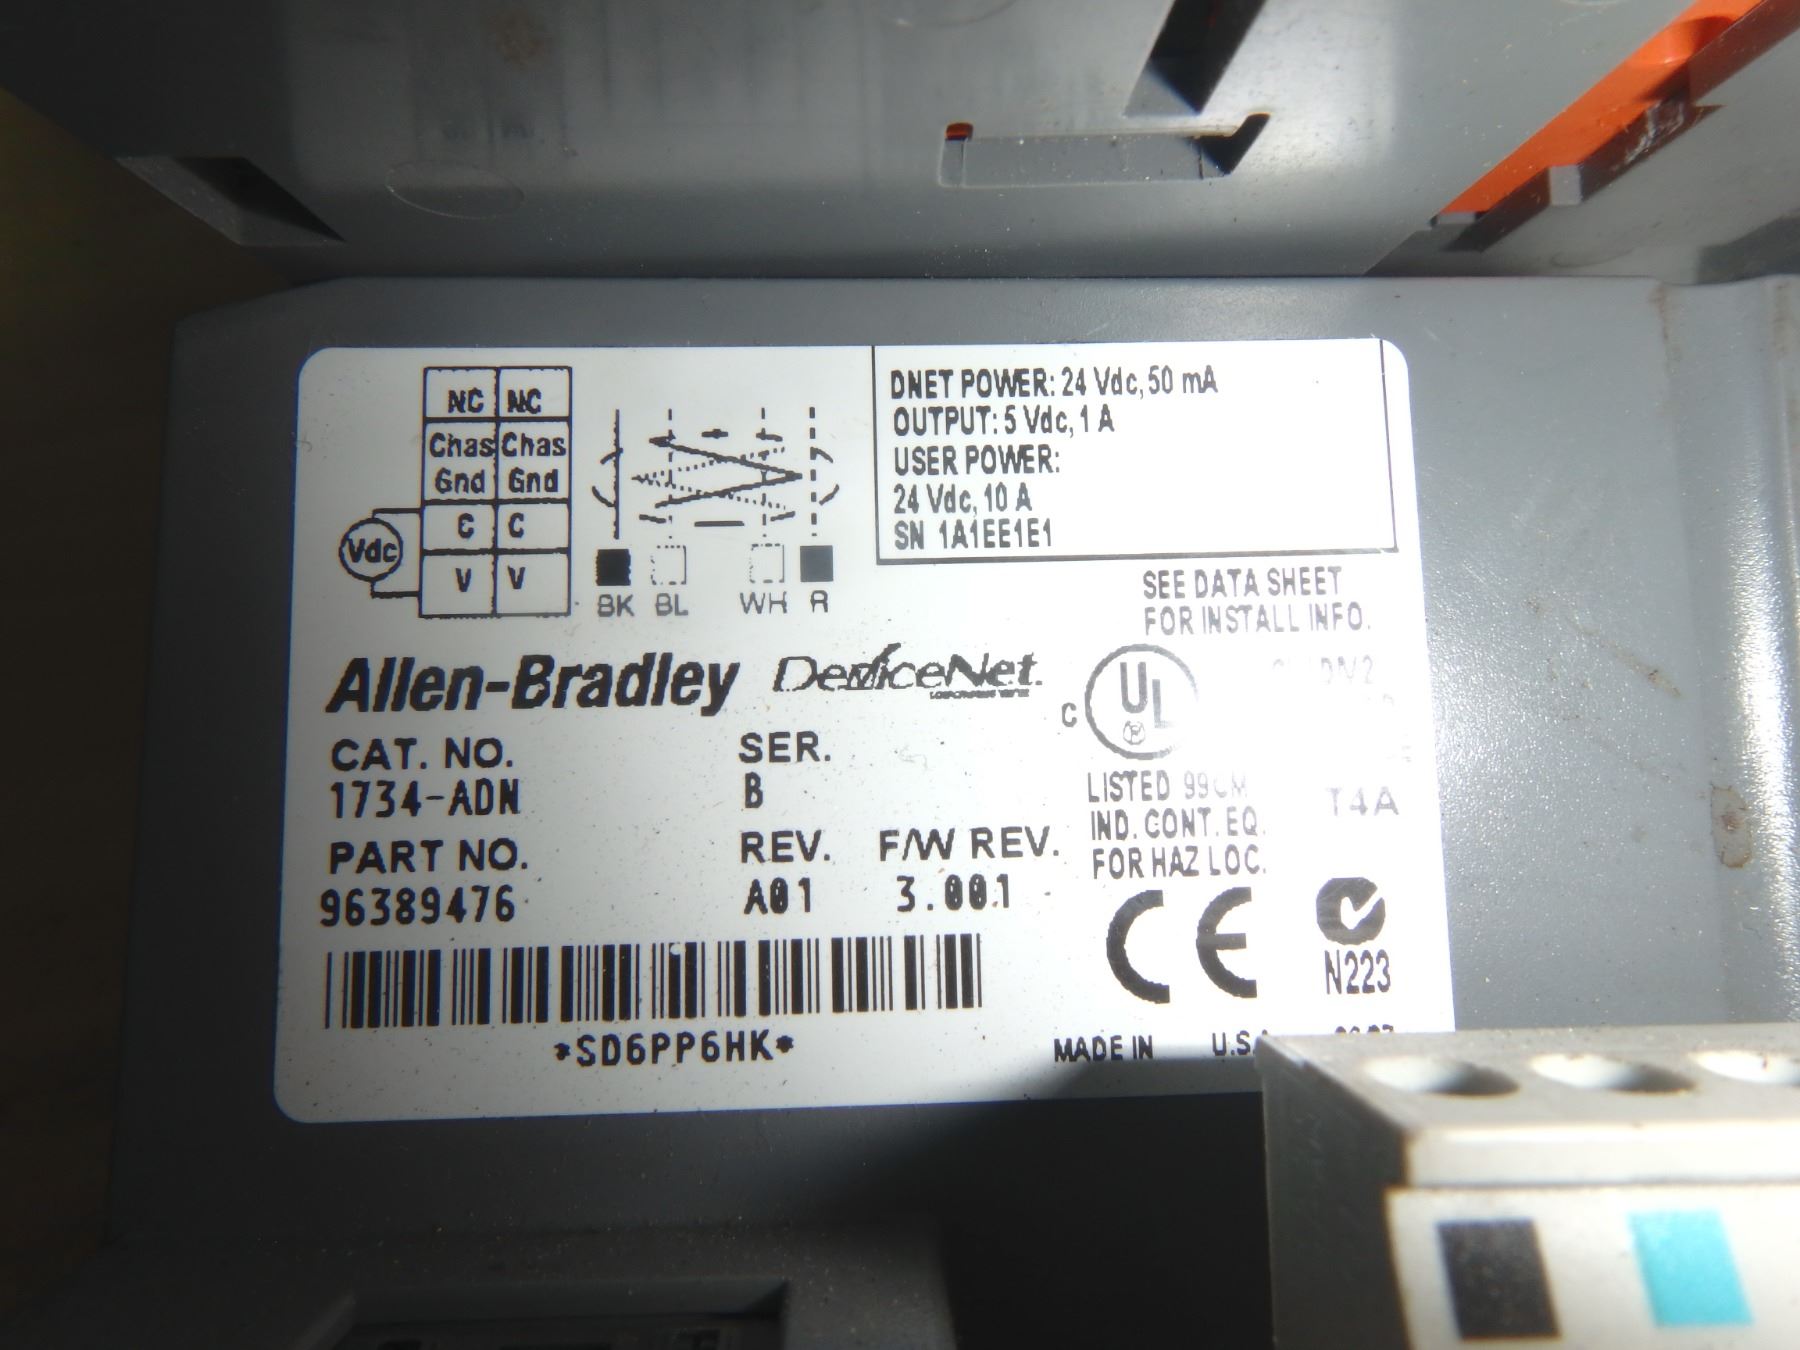 NC NC
Chas Chas
Gnd Gnd
C C
V V
Vdc
BK BL WH R
DNET POWER: 24 Vdc, 50 mA
OUTPUT: 5 Vdc, 1 A
USER POWER:
24 Vdc, 10 A
SN 1A1EE1E1
SEE DATA SHEET
FOR INSTALL INFO.
Allen-Bradley DeviceNet
C UL
CAT. NO. SER.
1734-ADN B
LISTED
IND. CONT. EQ.
FOR HAZ LOC.
T4A
PART NO. REV. F/W REV.
96389476 A01 3.001
CE
N223
*SD6PP6HK*
MADE IN U.S.A